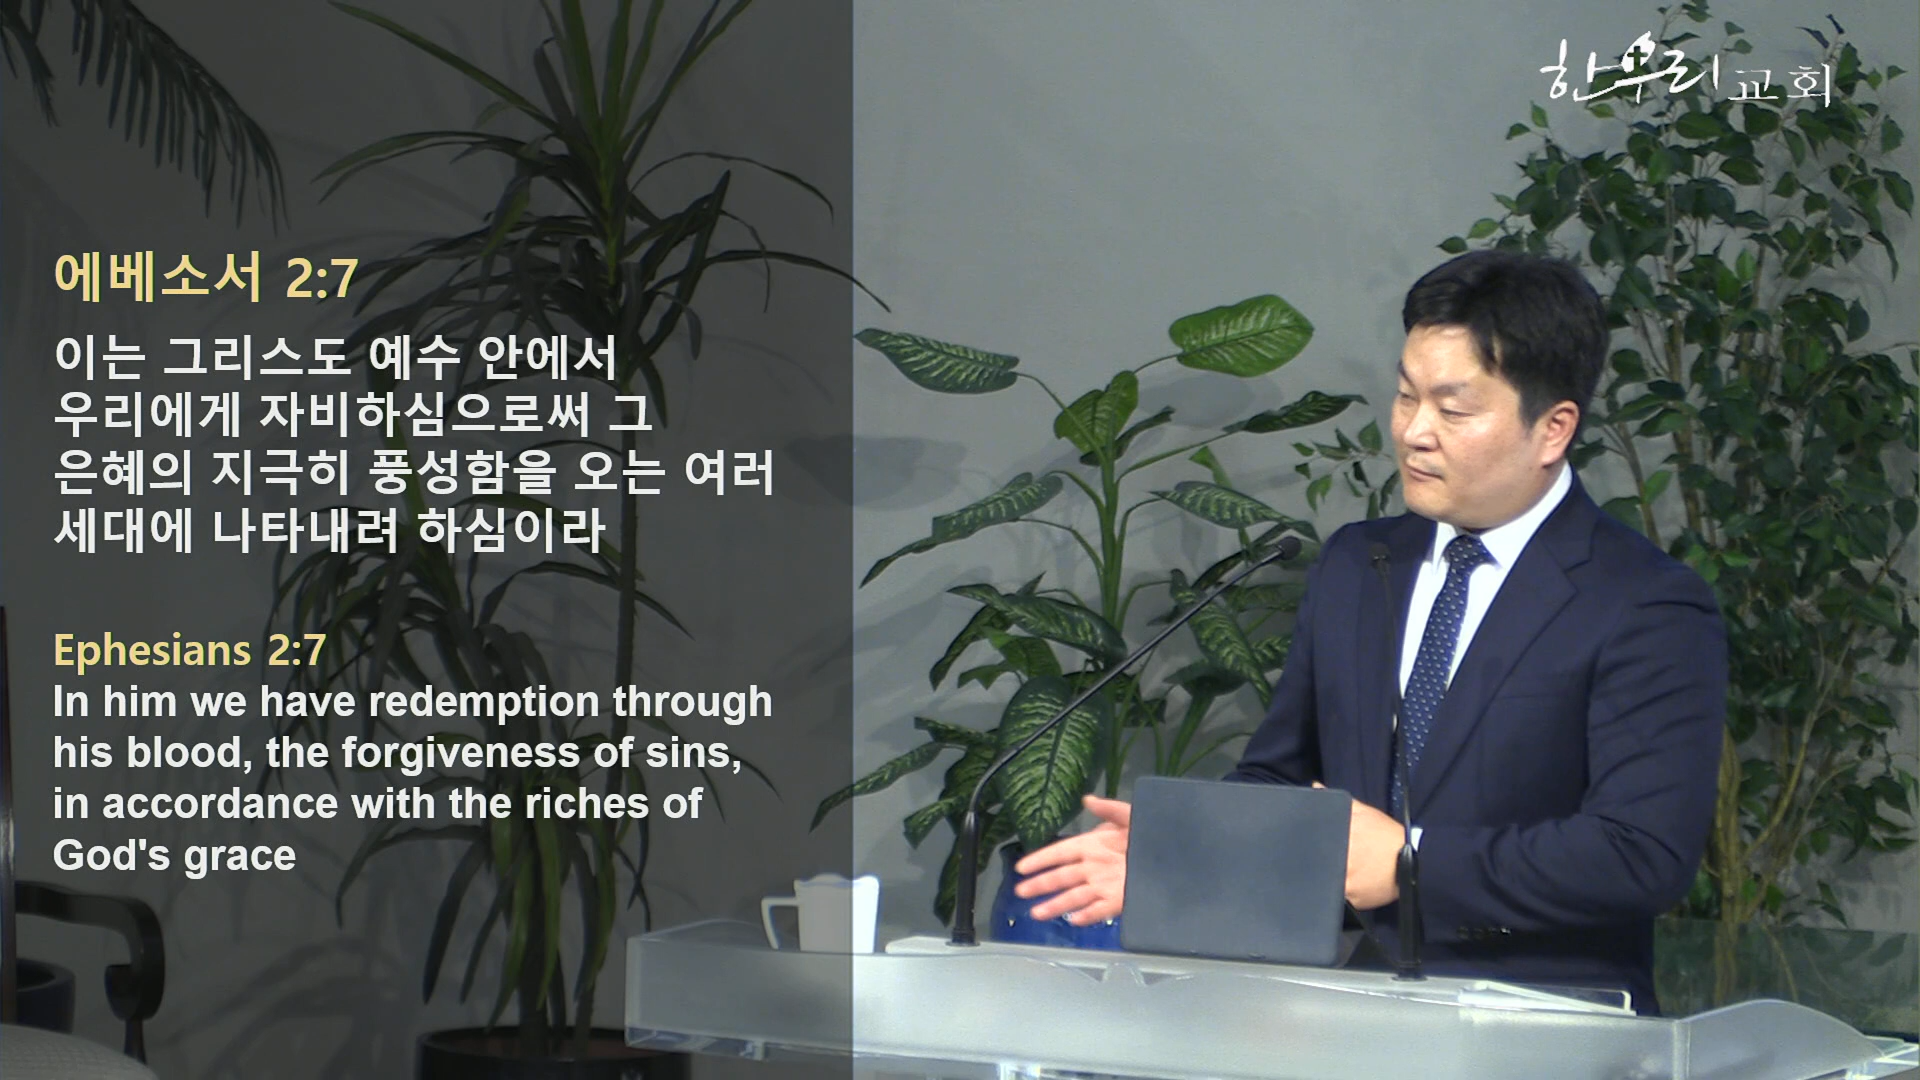 한우리교회
에베소서 2:7
이는 그리스도 예수 안에서
우리에게 자비하심으로써 그
은혜의 지극히 풍성함을 오는 여러
세대에 나타내려 하심이라
Ephesians 2:7
In him we have redemption through
his blood, the forgiveness of sins,
in accordance with the riches of
God's grace